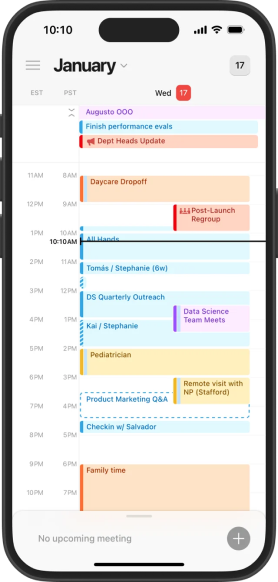 10:10
January
17
EST PST Wed 17
Augusto OOO
Finish performance evals
Dept Heads Update
11AM 8AM
Daycare Dropoff
12PM 9AM
Post-Launch
Regroup
1PM 10AM
All Hands
10:10AM
2PM 11AM
Tomás / Stephanie (6w)
3PM 12PM
DS Quarterly Outreach
Data Science
Team Meets
4PM 1PM
Kai / Stephanie
5PM 2PM
Pediatrician
6PM 3PM
Remote visit with
NP (Stafford)
Product Marketing Q&A
7PM 4PM
Checkin w/ Salvador
8PM 5PM
9PM 6PM
Family time
10PM 7PM
No upcoming meeting